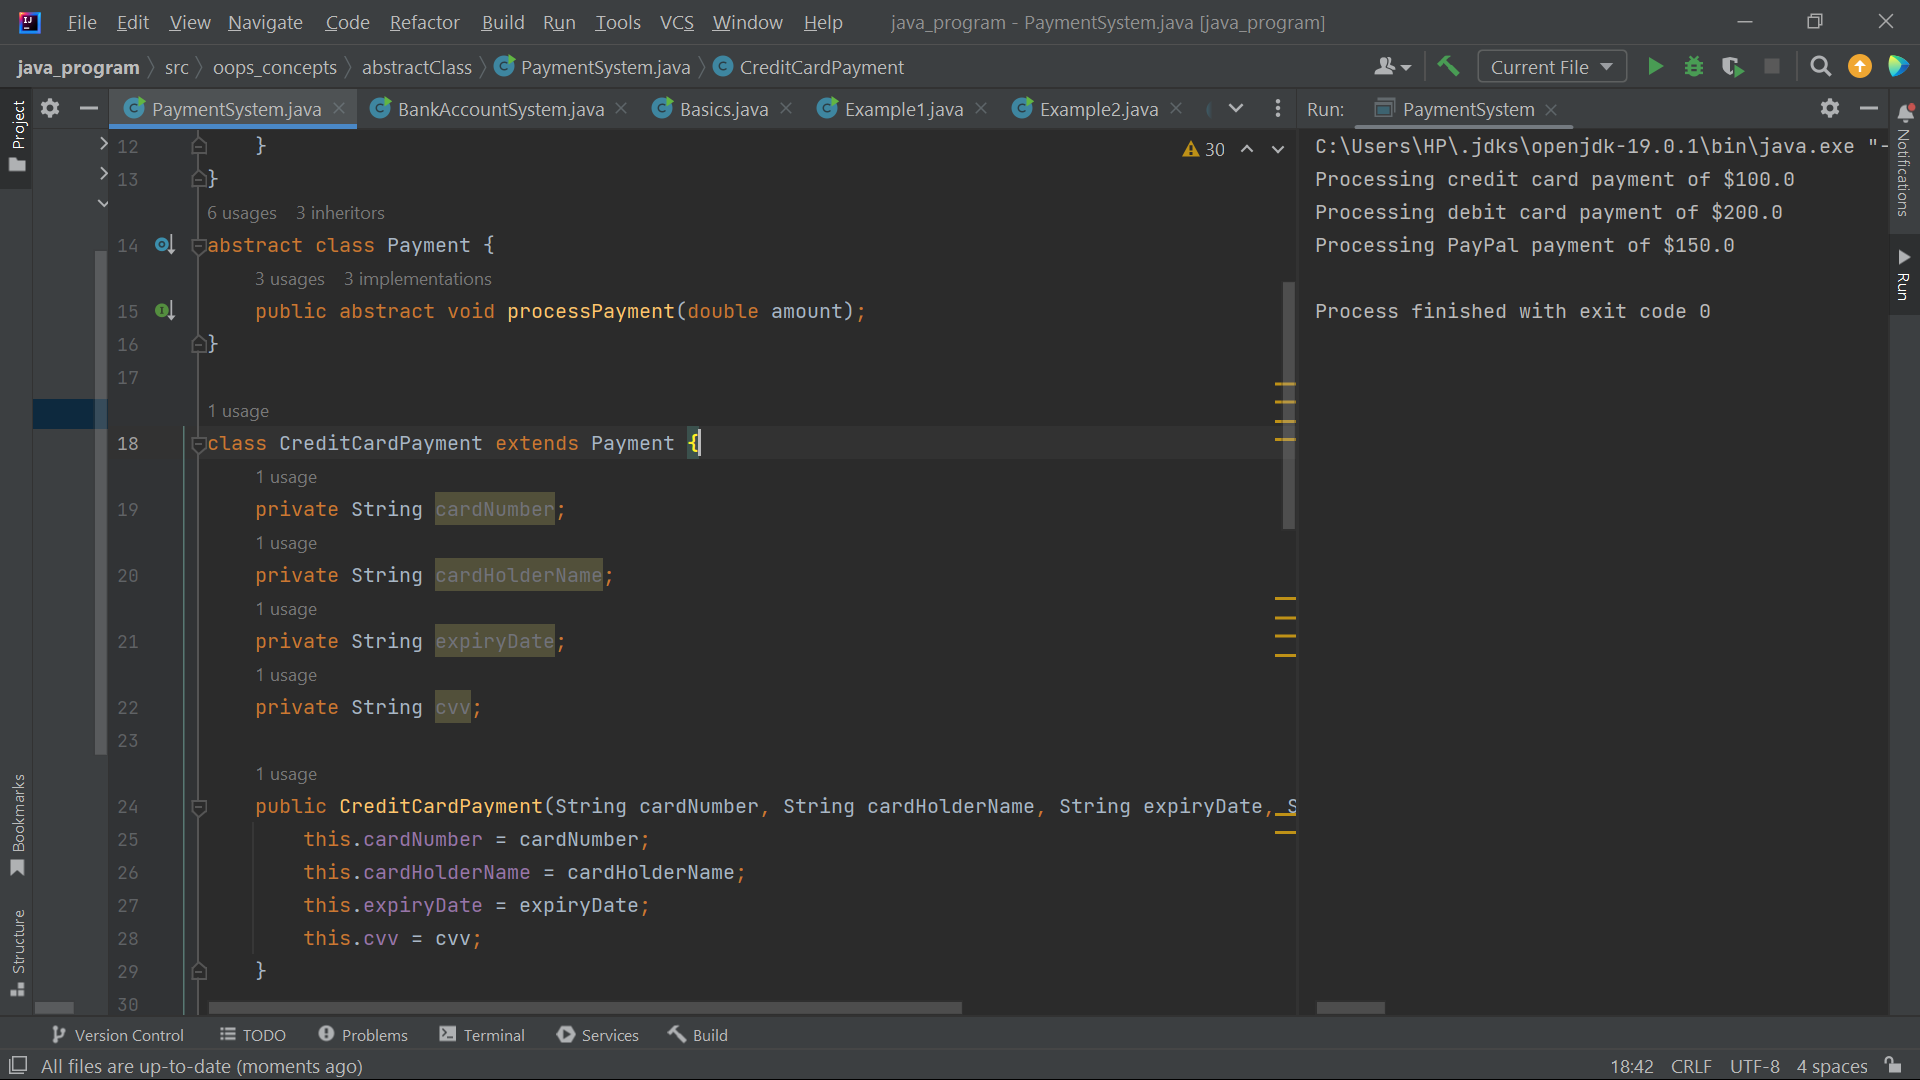 File Edit View Navigate Code Refactor Build Run Tools VCS Window Help java_program - PaymentSystem.java [java_program]
java_program src oops_concepts abstractClass PaymentSystem.java CreditCardPayment Current File
Project
PaymentSystem.java BankAccountSystem.java Basics.java Example1.java Example2.java
12 }
13 }
6 usages 3 inheritors
14 abstract class Payment {
3 usages 3 implementations
15 public abstract void processPayment(double amount);
16 }
17
1 usage
18 class CreditCardPayment extends Payment {
1 usage
19 private String cardNumber;
1 usage
20 private String cardHolderName;
1 usage
21 private String expiryDate;
1 usage
22 private String cvv;
23
1 usage
24 public CreditCardPayment(String cardNumber, String cardHolderName, String expiryDate, S
25 this.cardNumber = cardNumber;
26 this.cardHolderName = cardHolderName;
27 this.expiryDate = expiryDate;
28 this.cvv = cvv;
29 }
30
30
Run: PaymentSystem
C:\Users\HP\.jdks\openjdk-19.0.1\bin\java.exe "-
Processing credit card payment of $100.0
Processing debit card payment of $200.0
Processing PayPal payment of $150.0
Process finished with exit code 0
Notifications
Run
Bookmarks
Structure
Version Control TODO Problems Terminal Services Build
All files are up-to-date (moments ago) 18:42 CRLF UTF-8 4 spaces